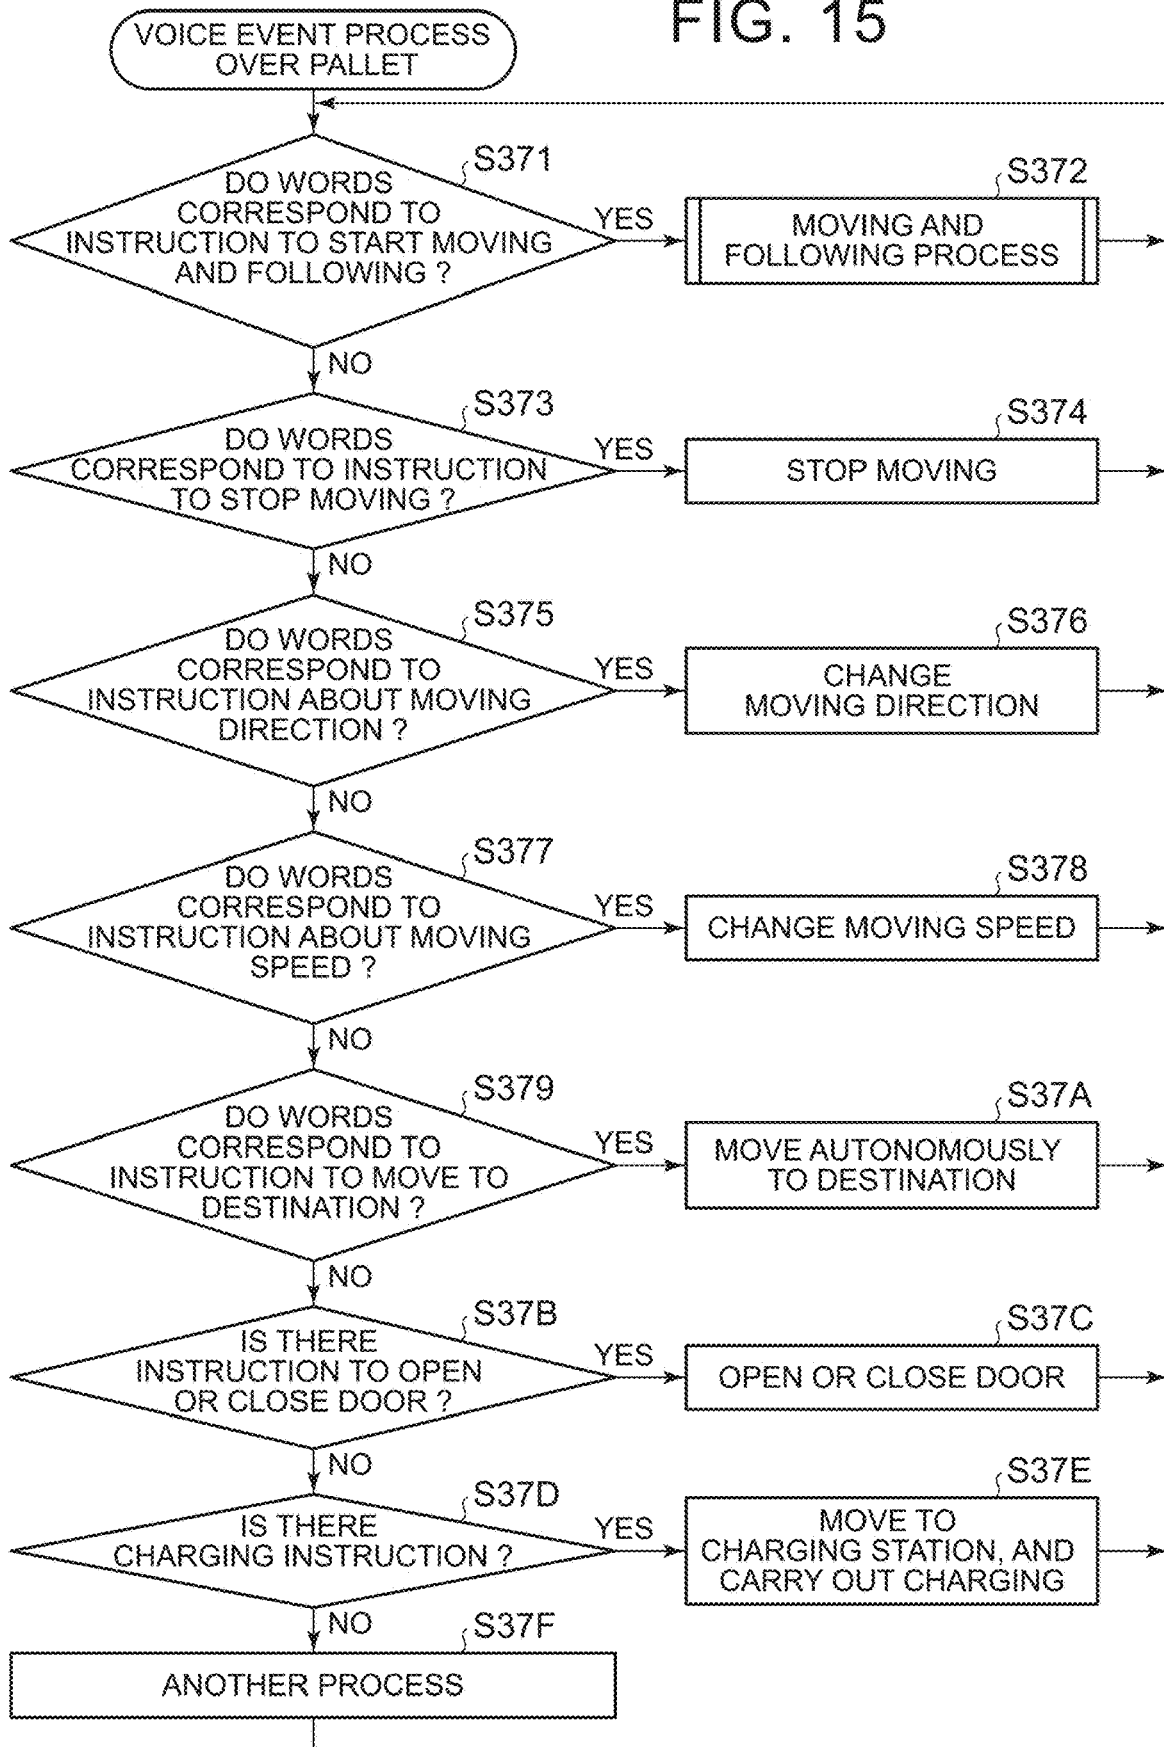 FIG. 15
VOICE EVENT PROCESS
OVER PALLET
S371
DO WORDS
CORRESPOND TO
INSTRUCTION TO START MOVING
AND FOLLOWING ?
YES
S372
MOVING AND
FOLLOWING PROCESS
NO
S373
DO WORDS
CORRESPOND TO INSTRUCTION
TO STOP MOVING ?
YES
S374
STOP MOVING
NO
S375
DO WORDS
CORRESPOND TO
INSTRUCTION ABOUT MOVING
DIRECTION ?
YES
S376
CHANGE
MOVING DIRECTION
NO
S377
DO WORDS
CORRESPOND TO
INSTRUCTION ABOUT MOVING
SPEED ?
YES
S378
CHANGE MOVING SPEED
NO
S379
DO WORDS
CORRESPOND TO
INSTRUCTION TO MOVE TO
DESTINATION ?
YES
S37A
MOVE AUTONOMOUSLY
TO DESTINATION
NO
S37B
IS THERE
INSTRUCTION TO OPEN
OR CLOSE DOOR ?
YES
S37C
OPEN OR CLOSE DOOR
NO
S37D
IS THERE
CHARGING INSTRUCTION ?
YES
S37E
MOVE TO
CHARGING STATION, AND
CARRY OUT CHARGING
NO
S37F
ANOTHER PROCESS